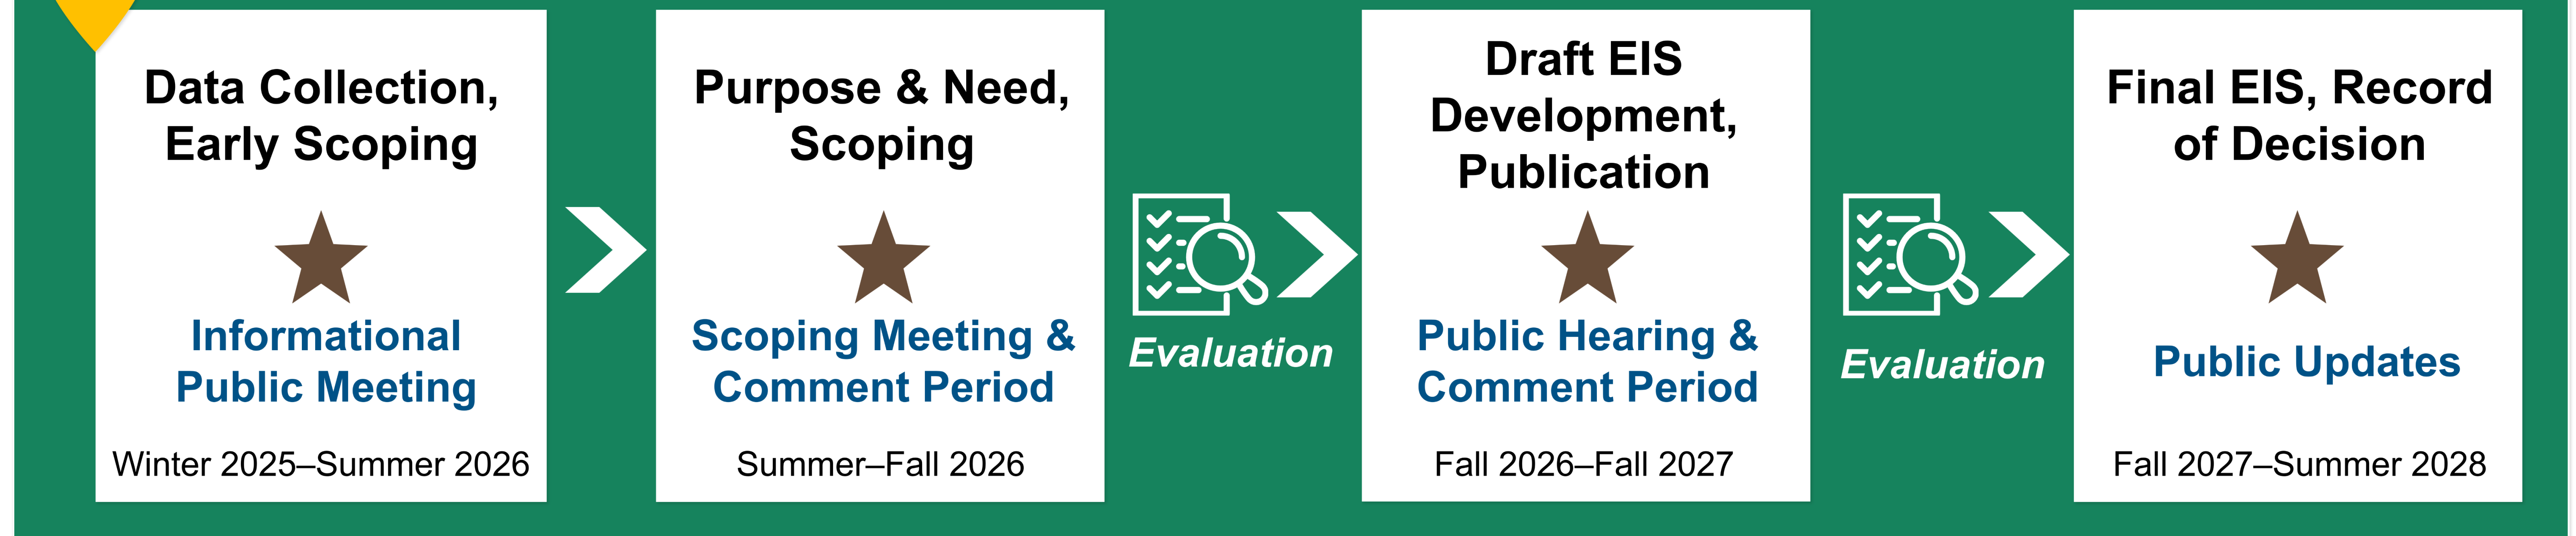 Data Collection,
Early Scoping
Informational
Public Meeting
Winter 2025–Summer 2026
Purpose & Need,
Scoping
Scoping Meeting &
Comment Period
Summer–Fall 2026
Evaluation
Draft EIS
Development,
Publication
Public Hearing &
Comment Period
Fall 2026–Fall 2027
Evaluation
Final EIS, Record
of Decision
Public Updates
Fall 2027–Summer 2028